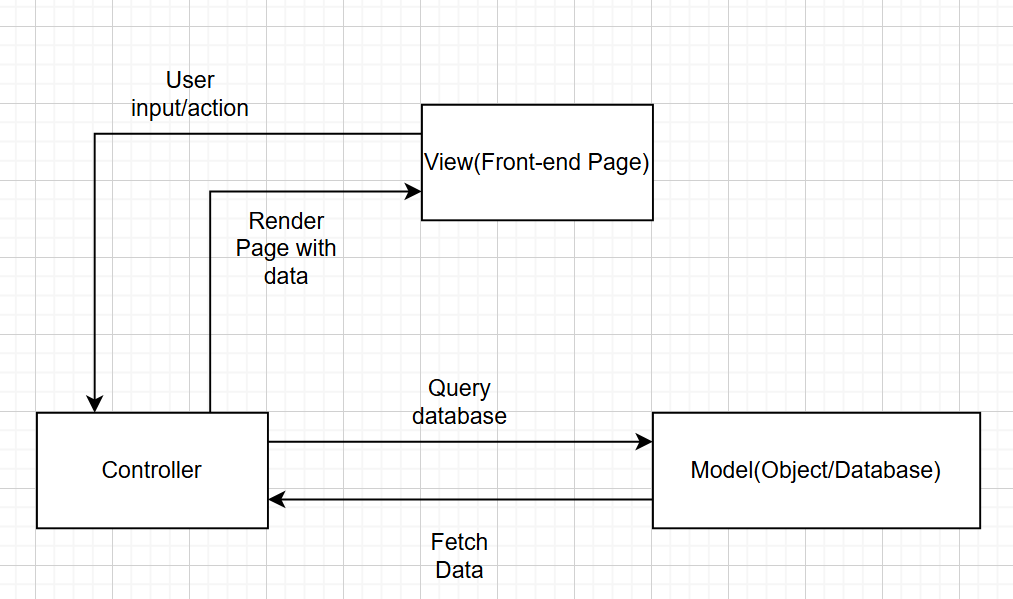 User
input/action
View(Front-end Page)
Render
Page with
data
Query
database
Controller
Model(Object/Database)
Fetch
Data